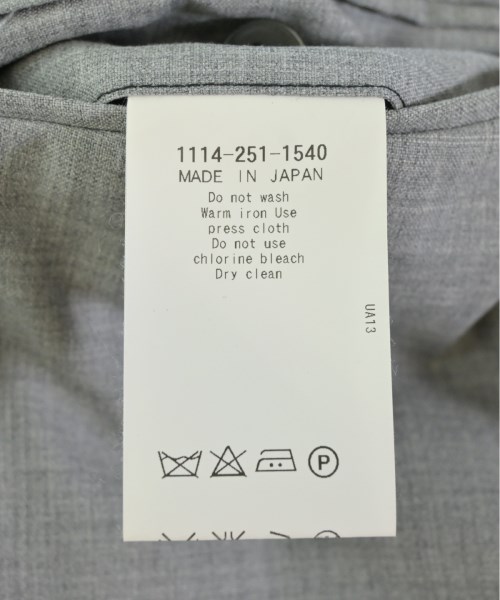 1114-251-1540
MADE IN JAPAN
Do not wash
Warm iron Use
press cloth
Do not use
chlorine bleach
Dry clean
UA13
P